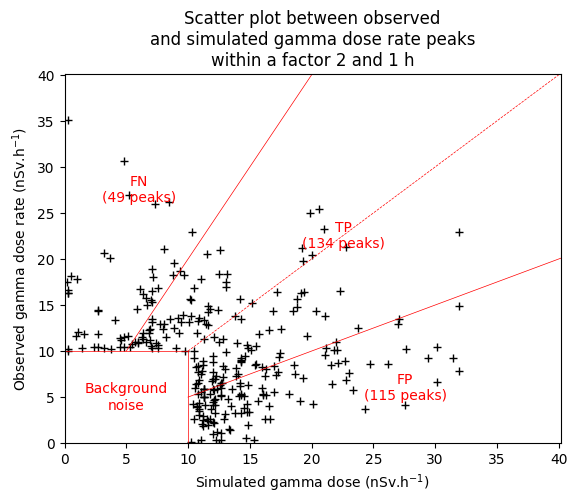 Scatter plot between observed
and simulated gamma dose rate peaks
within a factor 2 and 1 h
40
35
30
25
20
15
10
5
0
Observed gamma dose rate (nSv.h⁻¹)
FN
(49 peaks)
TP
(134 peaks)
FP
(115 peaks)
Background
noise
0 5 10 15 20 25 30 35 40
Simulated gamma dose (nSv.h⁻¹)